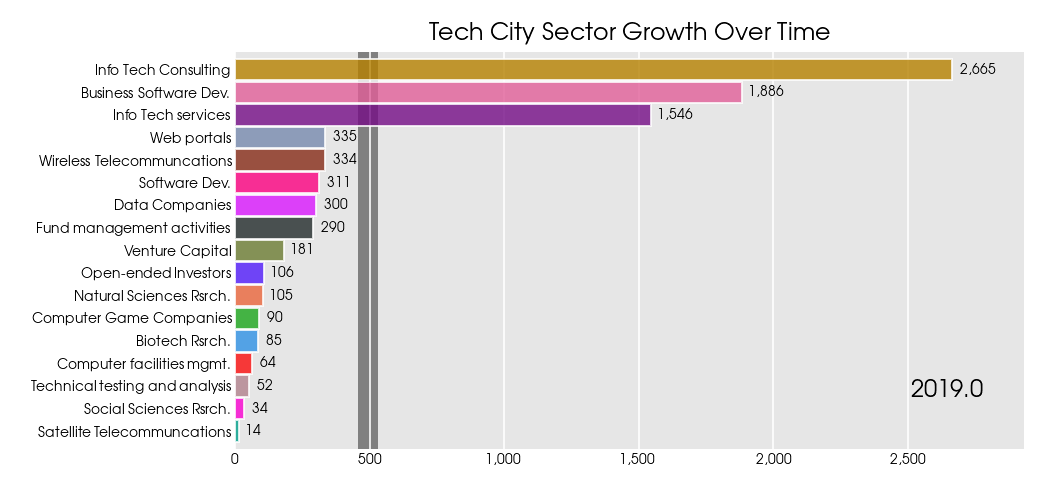 Tech City Sector Growth Over Time
Info Tech Consulting 2,665
Business Software Dev. 1,886
Info Tech services 1,546
Web portals 335
Wireless Telecommuncations 334
Software Dev. 311
Data Companies 300
Fund management activities 290
Venture Capital 181
Open-ended Investors 106
Natural Sciences Rsrch. 105
Computer Game Companies 90
Biotech Rsrch. 85
Computer facilities mgmt. 64
Technical testing and analysis 52
2019.0
Social Sciences Rsrch. 34
Satellite Telecommuncations 14
0 500 1,000 1,500 2,000 2,500